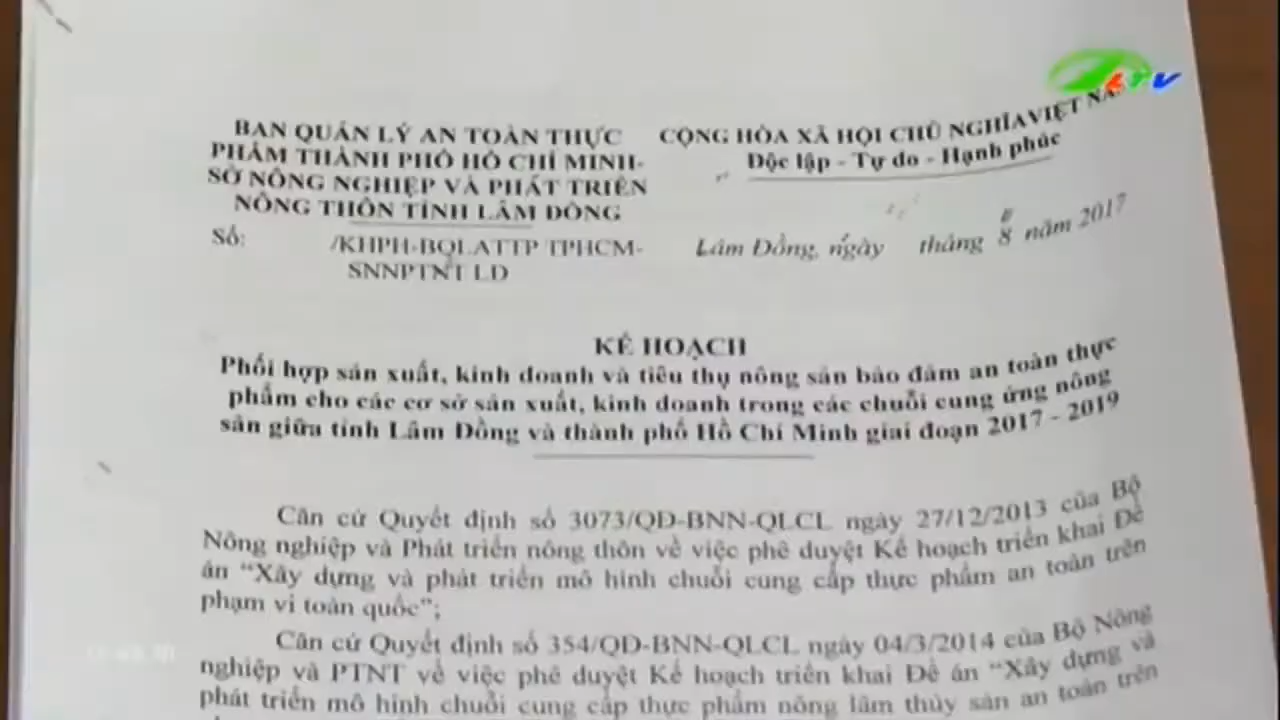 LTV
BAN QUẢN LÝ AN TOÀN THỰC
PHẨM THÀNH PHỐ HỒ CHÍ MINH-
SỞ NÔNG NGHIỆP VÀ PHÁT TRIỂN
NÔNG THÔN TỈNH LÂM ĐỒNG
Số: /KHPH-BQLATTP TPHCM-
SNNPTNT LD
CỘNG HÒA XÃ HỘI CHỦ NGHĨA VIỆT NA
Độc lập - Tự do - Hạnh phúc
Lâm Đồng, ngày tháng 8 năm 2017
KẾ HOẠCH
Phối hợp sản xuất, kinh doanh và tiêu thụ nông sản bảo đảm an toàn thực
phẩm cho các cơ sở sản xuất, kinh doanh trong các chuỗi cung ứng nông
sản giữa tỉnh Lâm Đồng và thành phố Hồ Chí Minh giai đoạn 2017 - 2019
Căn cứ Quyết định số 3073/QĐ-BNN-QLCL ngày 27/12/2013 của Bộ
Nông nghiệp và Phát triển nông thôn về việc phê duyệt Kế hoạch triển khai Đề
án “Xây dựng và phát triển mô hình chuỗi cung cấp thực phẩm an toàn trên
phạm vi toàn quốc”;
Căn cứ Quyết định số 354/QĐ-BNN-QLCL ngày 04/3/2014 của Bộ Nông
nghiệp và PTNT về việc phê duyệt Kế hoạch triển khai Đề án “Xây dựng và
phát triển mô hình chuỗi cung cấp thực phẩm nông lâm thủy sản an toàn trên